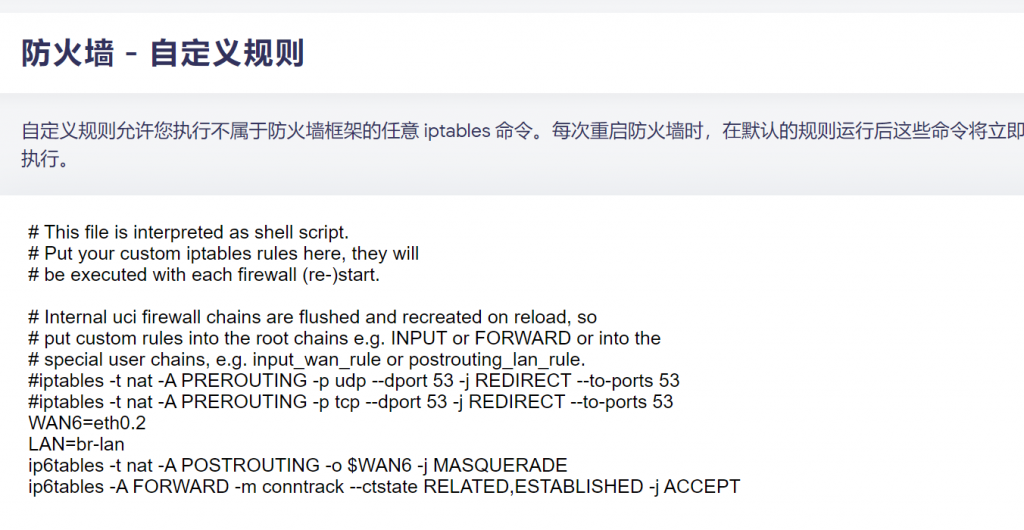 防火墙 - 自定义规则
自定义规则允许您执行不属于防火墙框架的任意 iptables 命令。每次重启防火墙时，在默认的规则运行后这些命令将立即
执行。
# This file is interpreted as shell script.
# Put your custom iptables rules here, they will
# be executed with each firewall (re-)start.
# Internal uci firewall chains are flushed and recreated on reload, so
# put custom rules into the root chains e.g. INPUT or FORWARD or into the
# special user chains, e.g. input_wan_rule or postrouting_lan_rule.
#iptables -t nat -A PREROUTING -p udp --dport 53 -j REDIRECT --to-ports 53
#iptables -t nat -A PREROUTING -p tcp --dport 53 -j REDIRECT --to-ports 53
WAN6=eth0.2
LAN=br-lan
ip6tables -t nat -A POSTROUTING -o $WAN6 -j MASQUERADE
ip6tables -A FORWARD -m conntrack --ctstate RELATED,ESTABLISHED -j ACCEPT